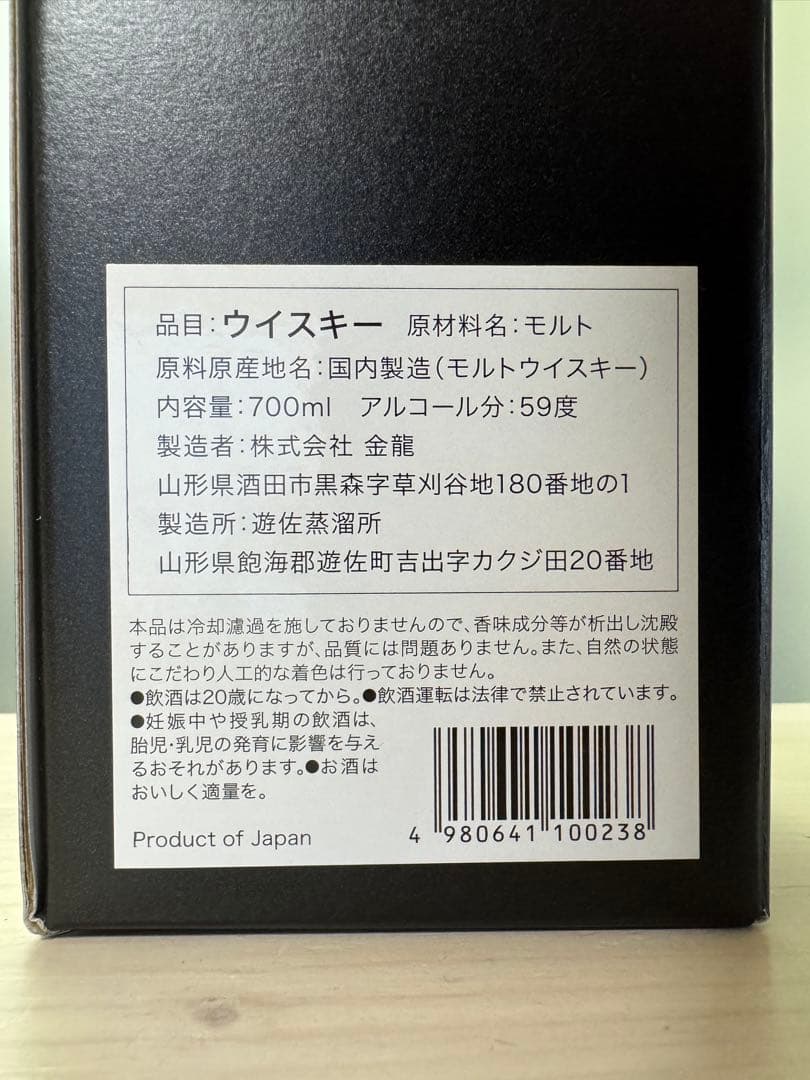 品目：ウイスキー 原材料名：モルト
原料原産地名：国内製造（モルトウイスキー）
内容量：700ml アルコール分：59度
製造者：株式会社 金龍
山形県酒田市黒森字草刈谷地180番地の1
製造所：遊佐蒸溜所
山形県飽海郡遊佐町吉出字カクジ田20番地
本品は冷却濾過を施しておりませんので、香味成分等が析出し沈殿
することがありますが、品質には問題ありません。また、自然の状態
にこだわり人工的な着色は行っておりません。
●飲酒は20歳になってから。●飲酒運転は法律で禁止されています。
●妊娠中や授乳期の飲酒は、
胎児・乳児の発育に影響を与え
るおそれがあります。●お酒は
おいしく適量を。
Product of Japan
4 980641 100238